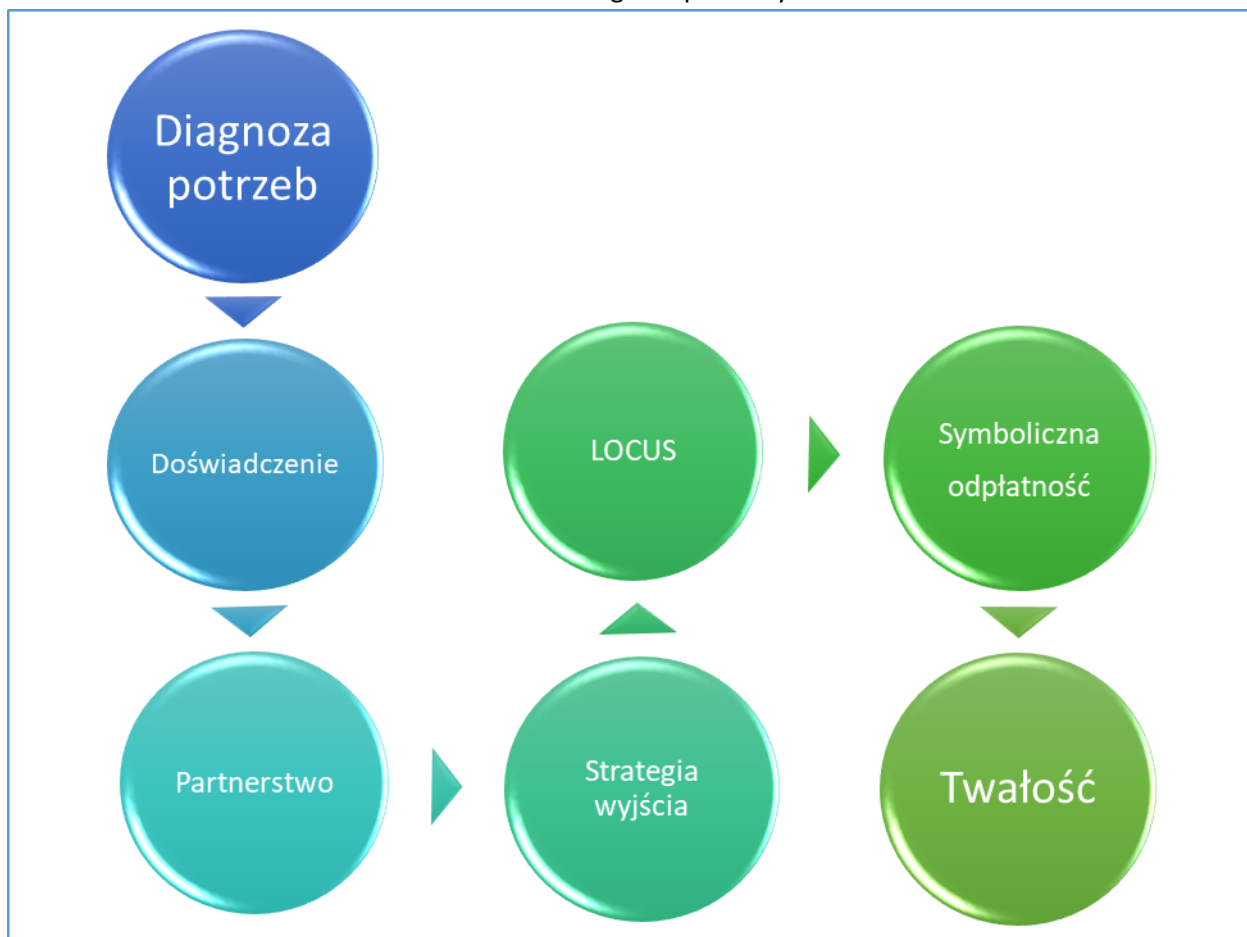 Diagnoza
potrzeb
Doświadczenie
Partnerstwo
Strategia
wyjścia
LOCUS
Symboliczna
odpłatność
Twałość